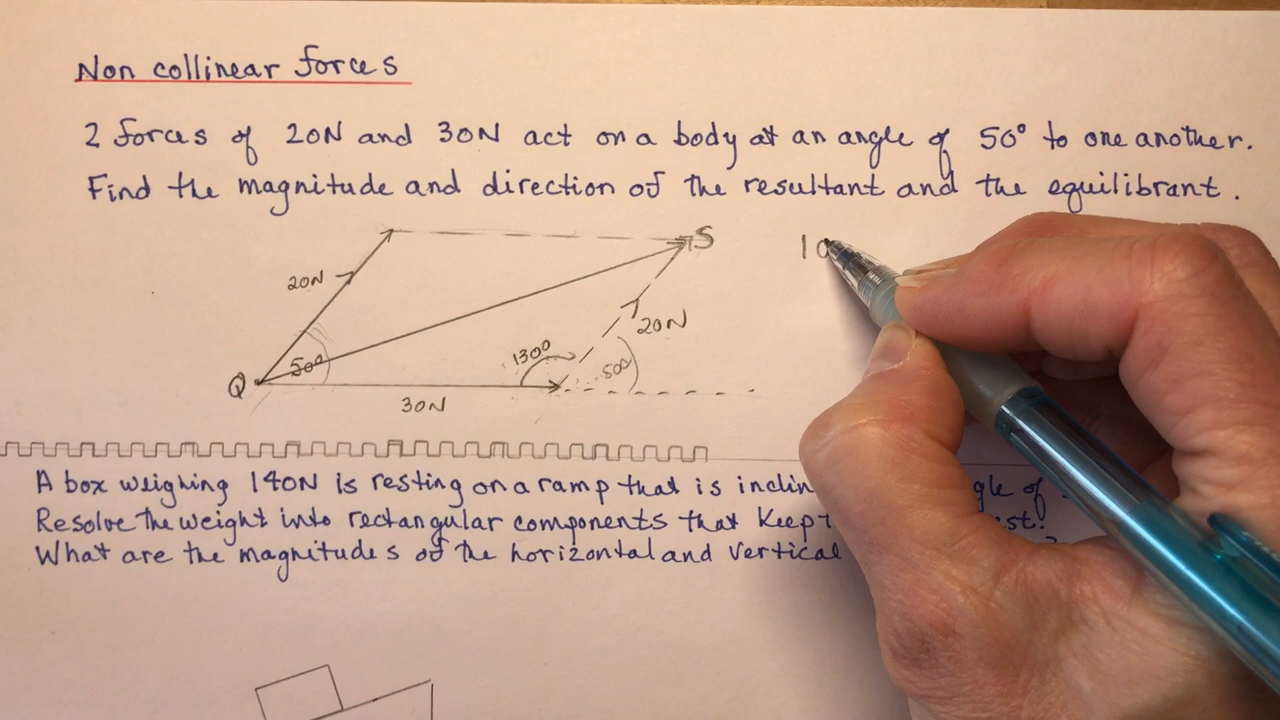 Non collinear forces
2 forces of 20N and 30N act on a body at an angle of 50° to one another.
Find the magnitude and direction of the resultant and the equilibrant.
S
20N
20N
130°
50°
50°
Q
30N
A box weighing 140N is resting on a ramp that is inclin gle of
Resolve the weight into rectangular components that keep
What are the magnitudes of the horizontal and vertical